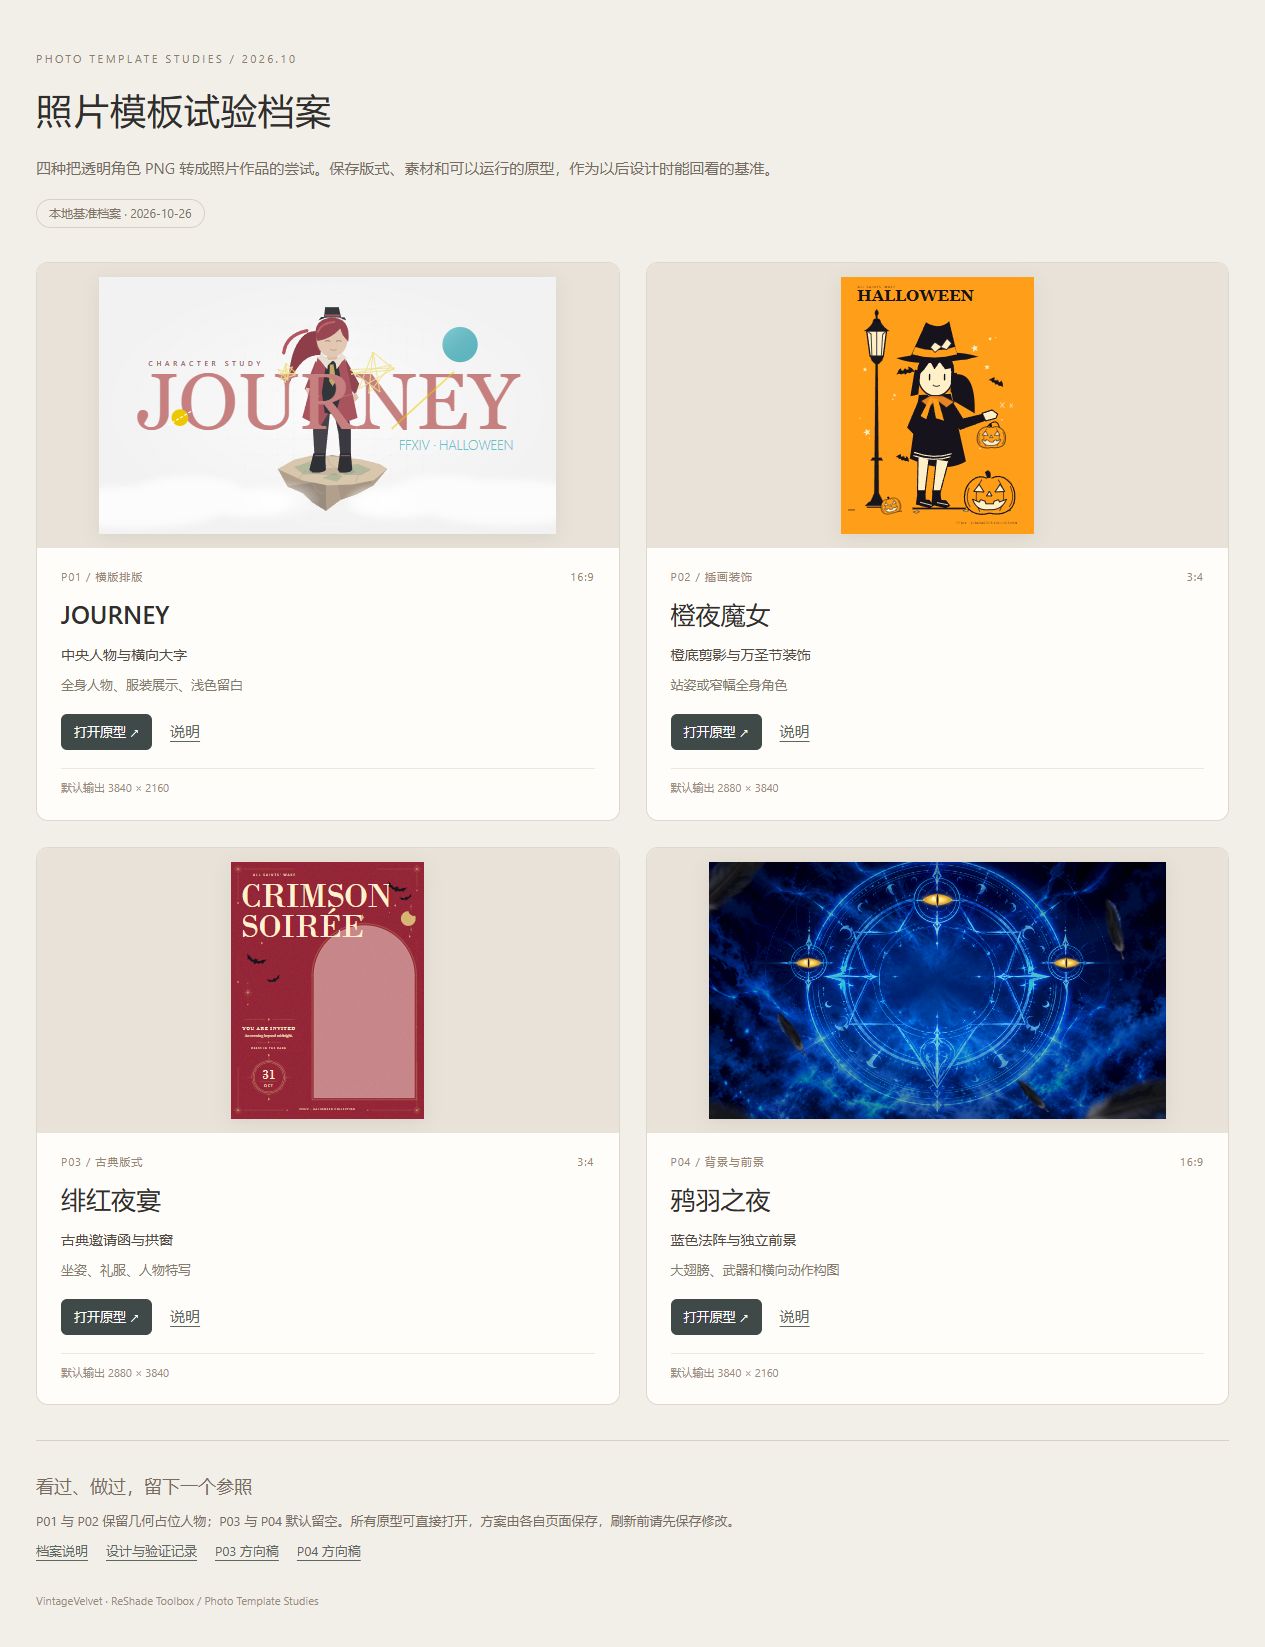 PHOTO TEMPLATE STUDIES / 2026.10
照片模板试验档案
四种把透明角色 PNG 转成照片作品的尝试。保存版式、素材和可以运行的原型，作为以后设计时能回看的基准。
本地基准档案 · 2026-10-26
CHARACTER STUDY
JOURNEY
FFXIV · HALLOWEEN
P01 / 横版排版
16:9
JOURNEY
中央人物与横向大字
全身人物、服装展示、浅色留白
打开原型 ↗
说明
默认输出 3840 × 2160
ALL SAINTS' WAKE
HALLOWEEN
P02 / 插画装饰
3:4
橙夜魔女
橙底剪影与万圣节装饰
站姿或窄幅全身角色
打开原型 ↗
说明
默认输出 2880 × 3840
ALL SAINTS' WAKE
CRIMSON
SOIRÉE
YOU ARE INVITED
31
OCT
P03 / 古典版式
3:4
绯红夜宴
古典邀请函与拱窗
坐姿、礼服、人物特写
打开原型 ↗
说明
默认输出 2880 × 3840
P04 / 背景与前景
16:9
鸦羽之夜
蓝色法阵与独立前景
大翅膀、武器和横向动作构图
打开原型 ↗
说明
默认输出 3840 × 2160
看过、做过，留下一个参照
P01 与 P02 保留几何占位人物；P03 与 P04 默认留空。所有原型可直接打开，方案由各自页面保存，刷新前请先保存修改。
档案说明 设计与验证记录 P03 方向稿 P04 方向稿
VintageVelvet · ReShade Toolbox / Photo Template Studies